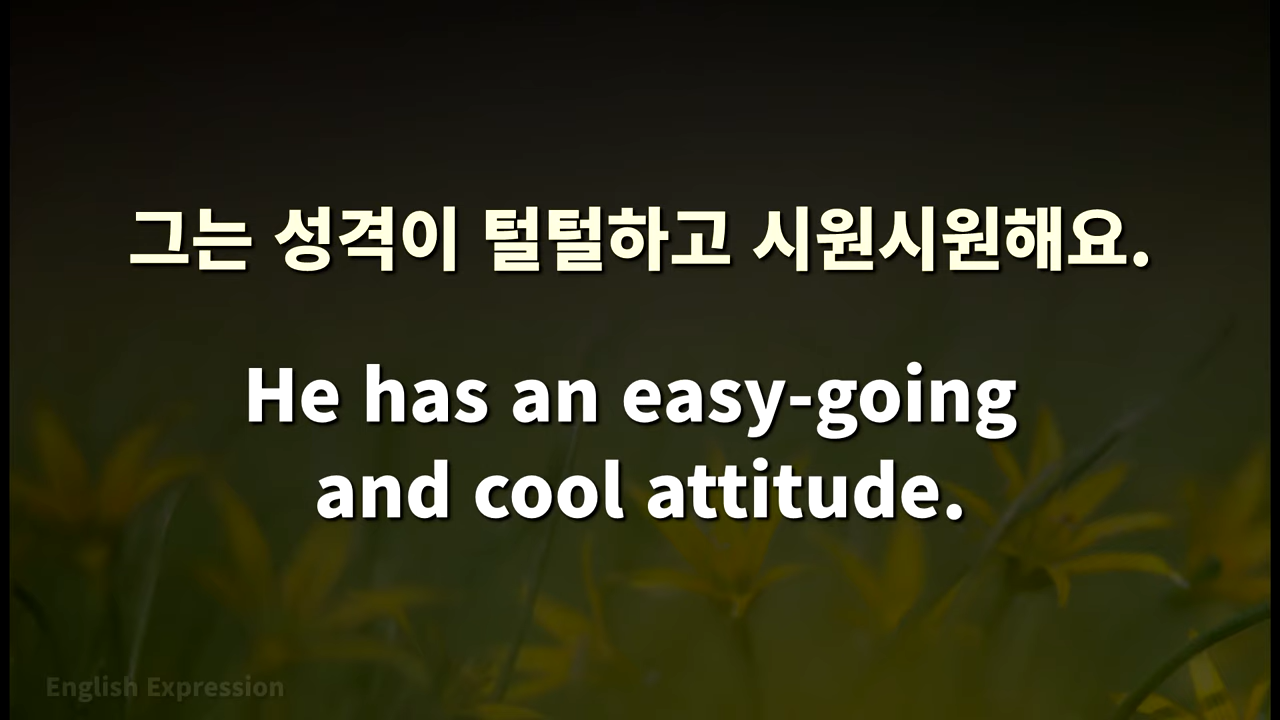 그는 성격이 털털하고 시원시원해요.
He has an easy-going
and cool attitude.
English Expression